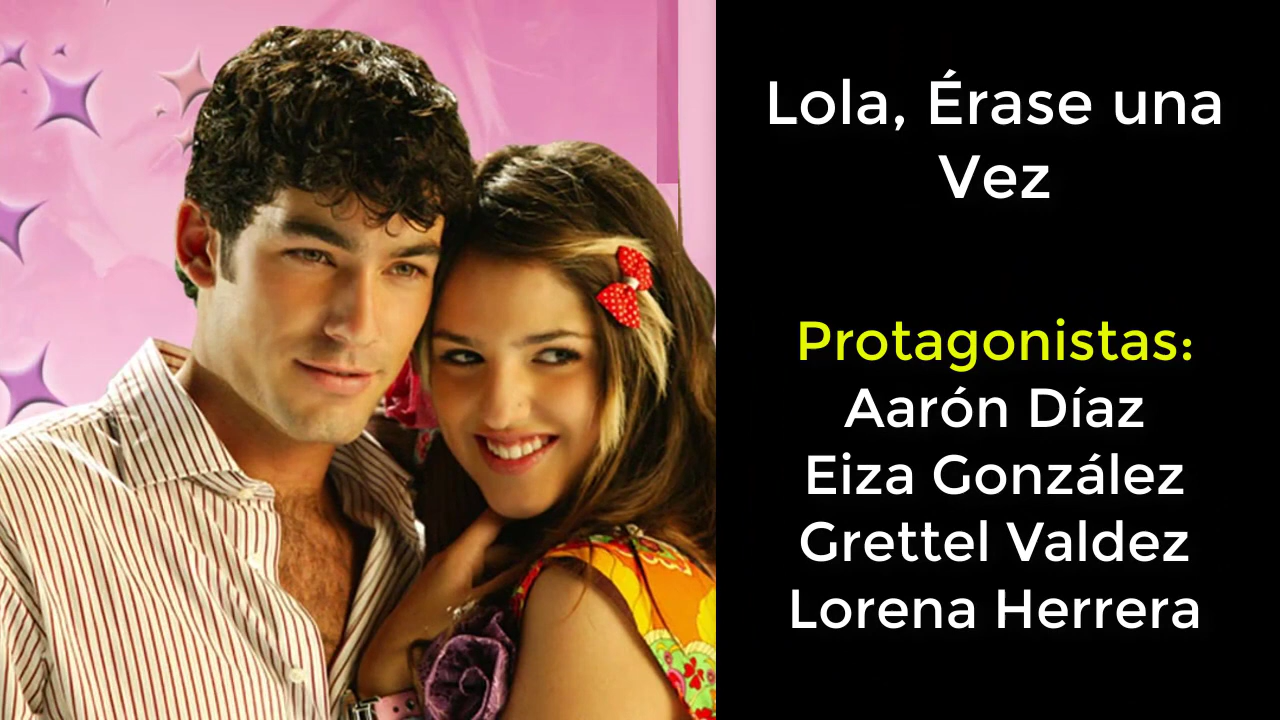 Lola, Érase una
Vez
Protagonistas:
Aarón Díaz
Eiza González
Grettel Valdez
Lorena Herrera